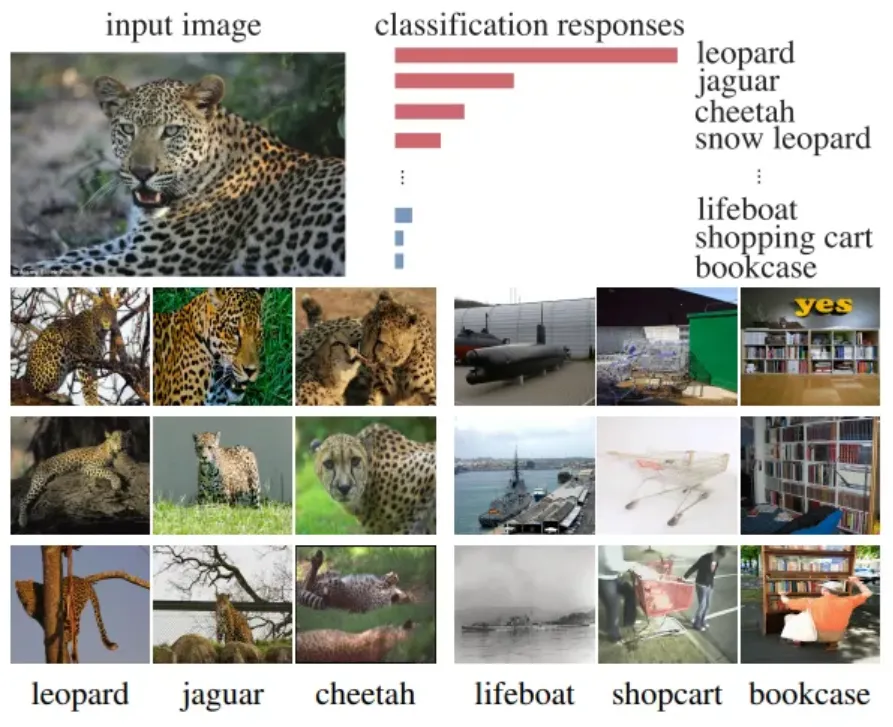 input image
classification responses
leopard
jaguar
cheetah
snow leopard
⋮ ⋮
lifeboat
shopping cart
bookcase
yes
leopard jaguar cheetah lifeboat shopcart bookcase